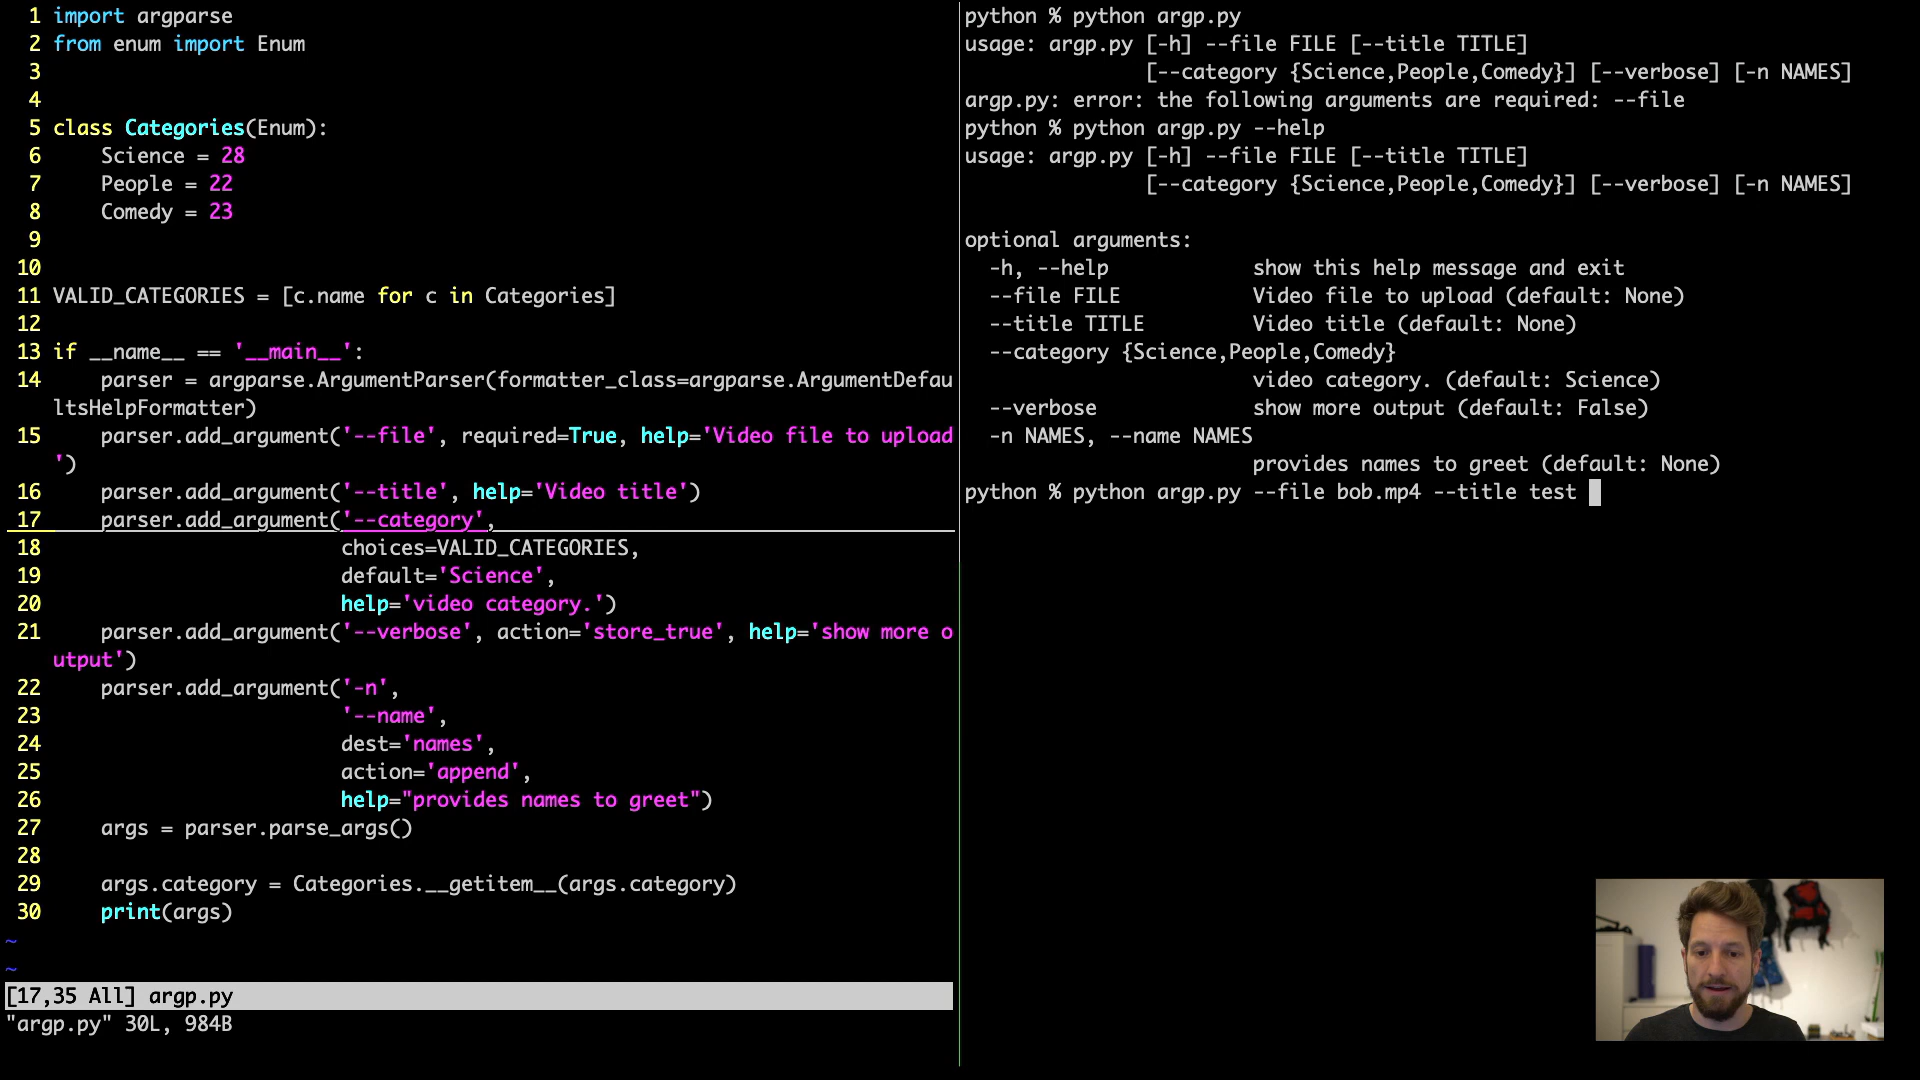 1 import argparse
2 from enum import Enum
3
4
5 class Categories(Enum):
6     Science = 28
7     People = 22
8     Comedy = 23
9
10
11 VALID_CATEGORIES = [c.name for c in Categories]
12
13 if __name__ == '__main__':
14     parser = argparse.ArgumentParser(formatter_class=argparse.ArgumentDefau
ltsHelpFormatter)
15     parser.add_argument('--file', required=True, help='Video file to upload
')
16     parser.add_argument('--title', help='Video title')
17     parser.add_argument('--category',
18                         choices=VALID_CATEGORIES,
19                         default='Science',
20                         help='video category.')
21     parser.add_argument('--verbose', action='store_true', help='show more o
utput')
22     parser.add_argument('-n',
23                         '--name',
24                         dest='names',
25                         action='append',
26                         help="provides names to greet")
27     args = parser.parse_args()
28
29     args.category = Categories.__getitem__(args.category)
30     print(args)
~
~
[17,35 All] argp.py
"argp.py" 30L, 984B
python % python argp.py
usage: argp.py [-h] --file FILE [--title TITLE]
               [--category {Science,People,Comedy}] [--verbose] [-n NAMES]
argp.py: error: the following arguments are required: --file
python % python argp.py --help
usage: argp.py [-h] --file FILE [--title TITLE]
               [--category {Science,People,Comedy}] [--verbose] [-n NAMES]

optional arguments:
  -h, --help            show this help message and exit
  --file FILE           Video file to upload (default: None)
  --title TITLE         Video title (default: None)
  --category {Science,People,Comedy}
                        video category. (default: Science)
  --verbose             show more output (default: False)
  -n NAMES, --name NAMES
                        provides names to greet (default: None)
python % python argp.py --file bob.mp4 --title test